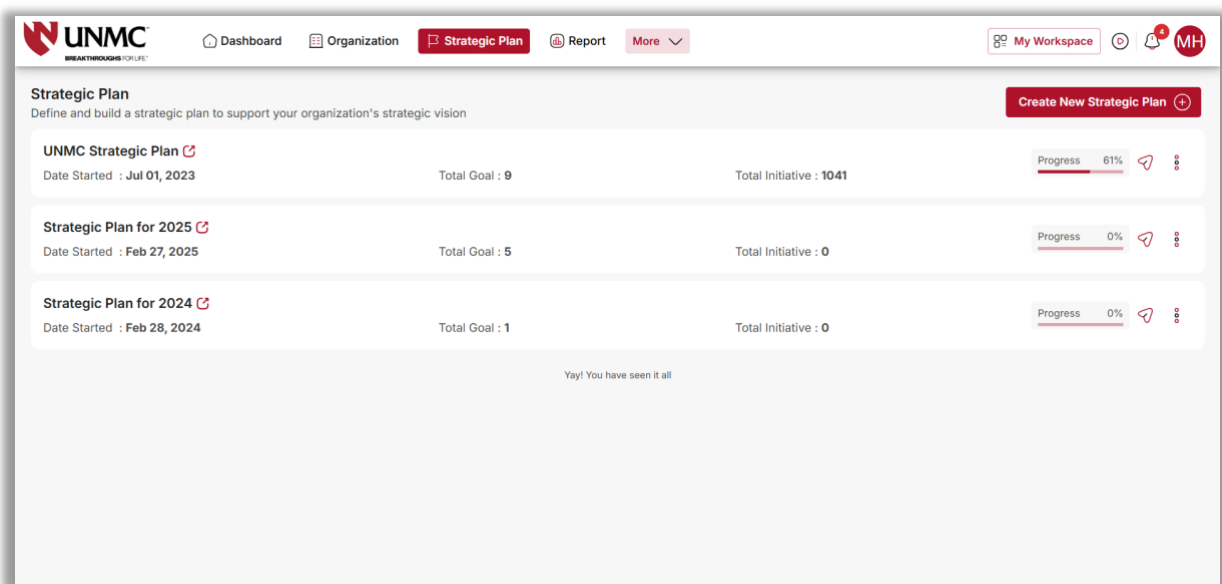 UNMC
BREAKTHROUGHS FOR LIFE.™
Dashboard
Organization
Strategic Plan
Report
More
My Workspace
4
MH
Strategic Plan
Define and build a strategic plan to support your organization's strategic vision
Create New Strategic Plan
UNMC Strategic Plan
Date Started : Jul 01, 2023
Total Goal : 9
Total Initiative : 1041
Progress 61%
Strategic Plan for 2025
Date Started : Feb 27, 2025
Total Goal : 5
Total Initiative : 0
Progress 0%
Strategic Plan for 2024
Date Started : Feb 28, 2024
Total Goal : 1
Total Initiative : 0
Progress 0%
Yay! You have seen it all